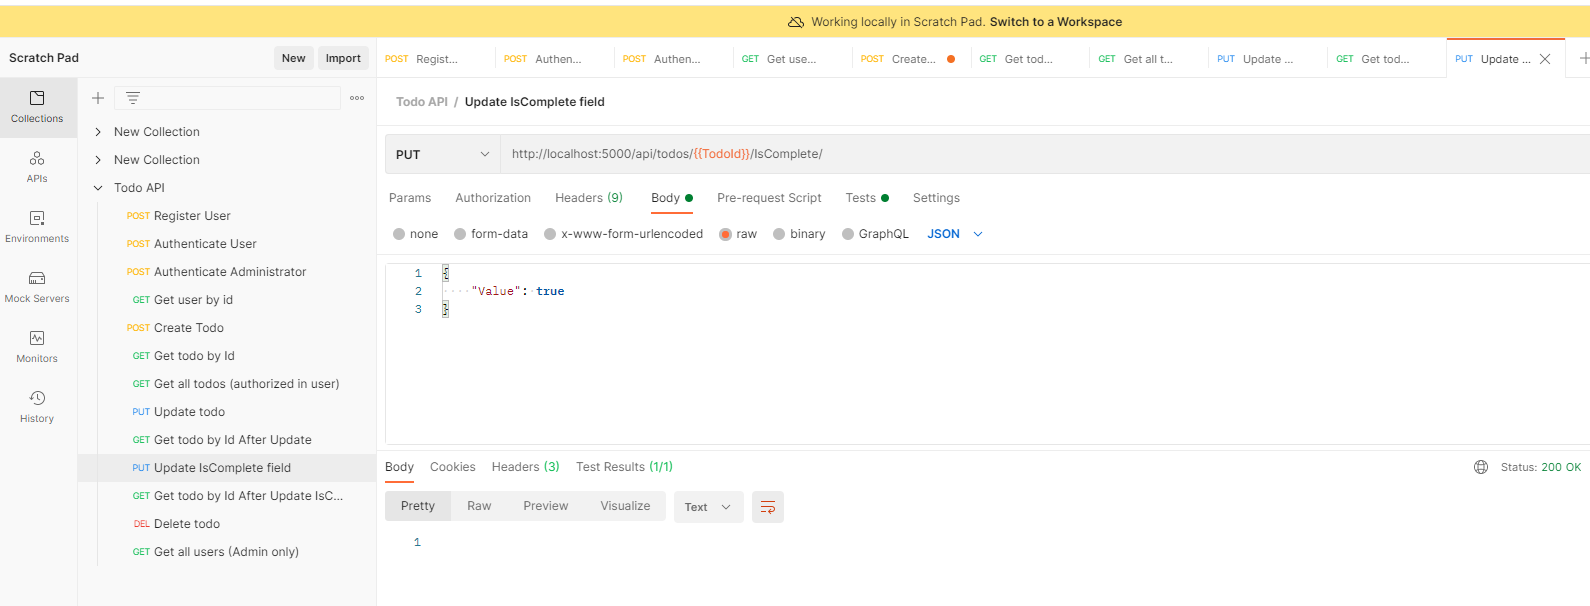 Working locally in Scratch Pad. Switch to a Workspace
Scratch Pad
New
Import
POST Regist...
POST Authen...
POST Authen...
GET Get use...
POST Create...
GET Get tod...
GET Get all t...
PUT Update ...
GET Get tod...
PUT Update ...
Collections
APIs
Environments
Mock Servers
Monitors
History
New Collection
New Collection
Todo API
POST Register User
POST Authenticate User
POST Authenticate Administrator
GET Get user by id
POST Create Todo
GET Get todo by Id
GET Get all todos (authorized in user)
PUT Update todo
GET Get todo by Id After Update
PUT Update IsComplete field
GET Get todo by Id After Update IsC...
DEL Delete todo
GET Get all users (Admin only)
Todo API / Update IsComplete field
PUT
http://localhost:5000/api/todos/{{TodoId}}/IsComplete/
Params Authorization Headers (9) Body Pre-request Script Tests Settings
none form-data x-www-form-urlencoded raw binary GraphQL JSON
1 {
2 "Value": true
3 }
Body Cookies Headers (3) Test Results (1/1)
Status: 200 OK
Pretty Raw Preview Visualize Text
1